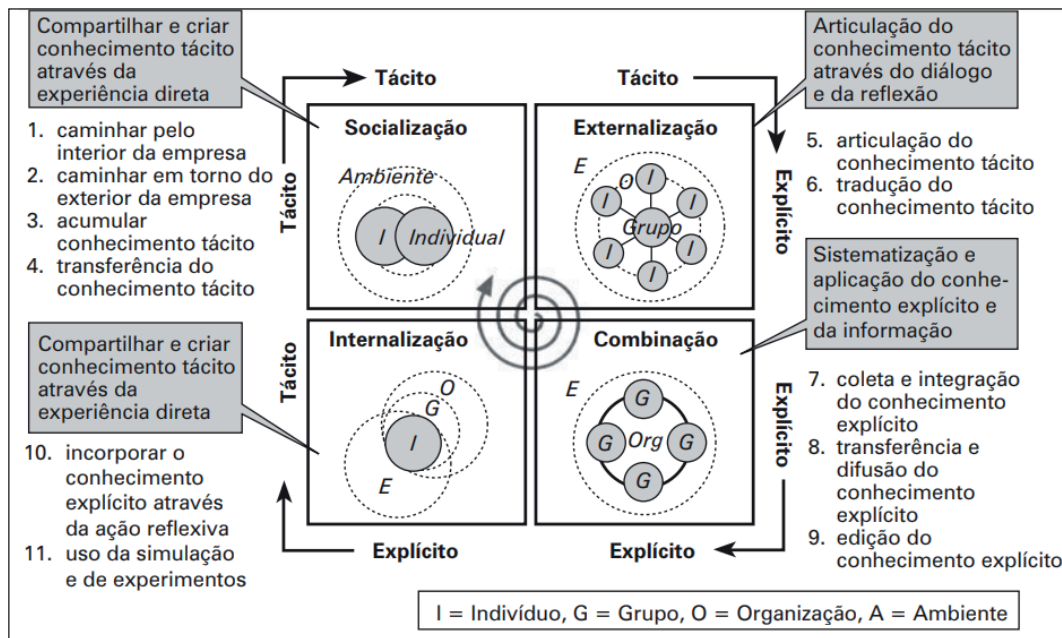 Compartilhar e criar
conhecimento tácito
através da
experiência direta
1. caminhar pelo
interior da empresa
2. caminhar em torno do
exterior da empresa
3. acumular
conhecimento tácito
4. transferência do
conhecimento tácito
Tácito
Tácito
Socialização
Ambiente
I
Individual
Tácito
Externalização
E
O
I
I
I
Grupo
I
I
I
Explícito
Articulação do
conhecimento tácito
através do diálogo
e da reflexão
5. articulação do
conhecimento tácito
6. tradução do
conhecimento tácito
Compartilhar e criar
conhecimento tácito
através da
experiência direta
10. incorporar o
conhecimento
explícito através
da ação reflexiva
11. uso da simulação
e de experimentos
Tácito
Internalização
O
G
I
E
Explícito
Combinação
E
G
G
Org
G
G
Explícito
Explícito
Sistematização e
aplicação do conhe-
cimento explícito e
da informação
7. coleta e integração
do conhecimento
explícito
8. transferência e
difusão do
conhecimento
explícito
9. edição do
conhecimento explícito
I = Indivíduo, G = Grupo, O = Organização, A = Ambiente